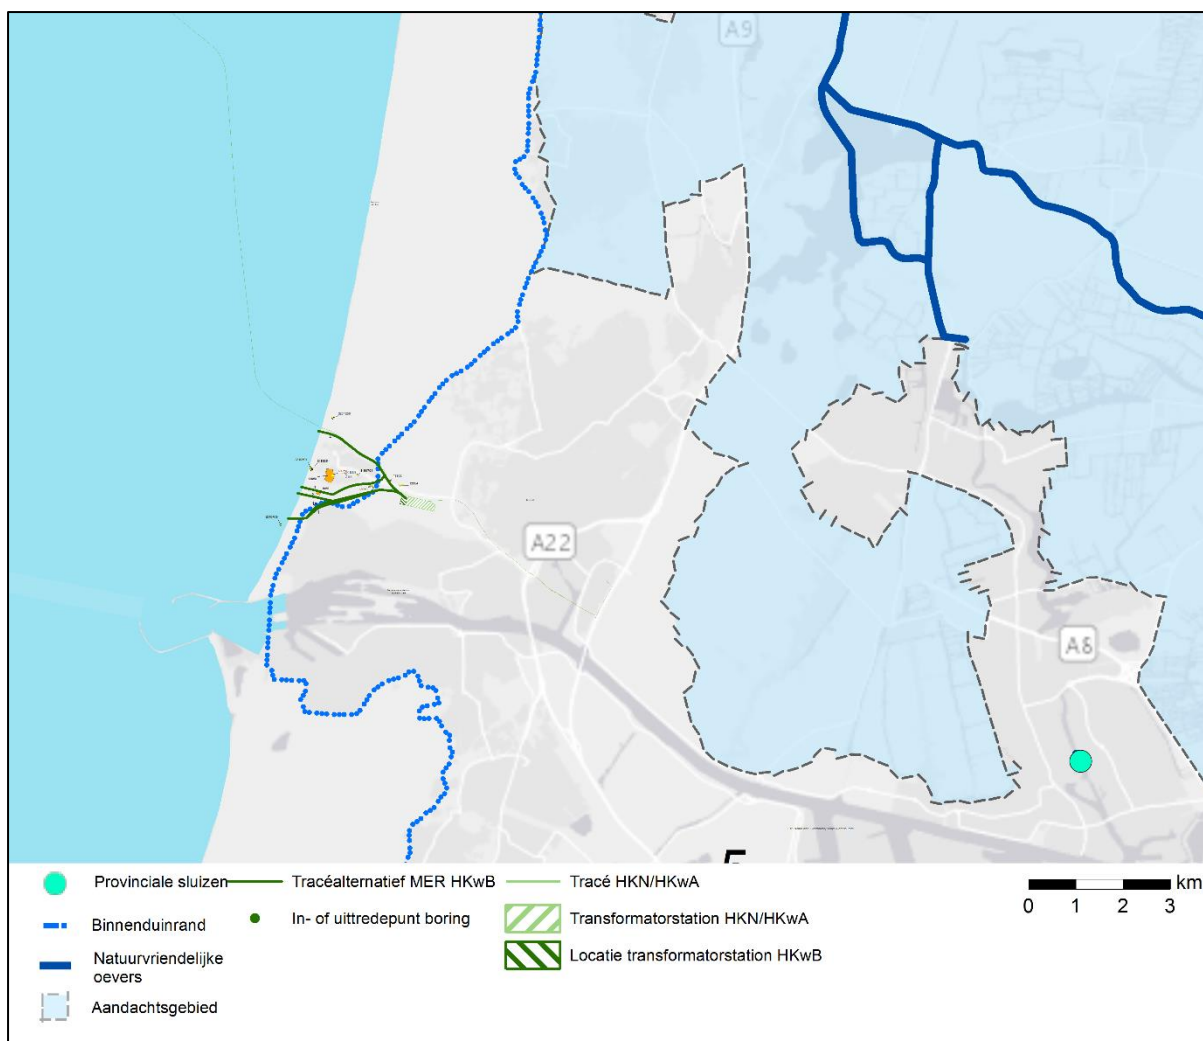 A9
A22
A8
Provinciale sluizen
Binnenduinrand
Natuurvriendelijke
oevers
Aandachtsgebied
Tracéalternatief MER HKwB
In- of uittredepunt boring
Tracé HKN/HKwA
Transformatorstation HKN/HKwA
Locatie transformatorstation HKwB
km
0 1 2 3